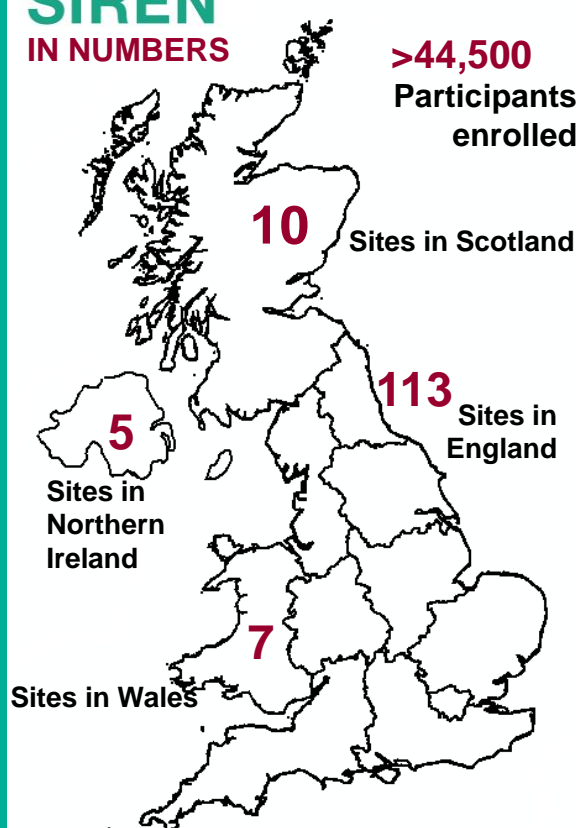 SIREN
IN NUMBERS
>44,500
Participants
enrolled
10
Sites in Scotland
113
Sites in
England
5
Sites in
Northern
Ireland
7
Sites in Wales